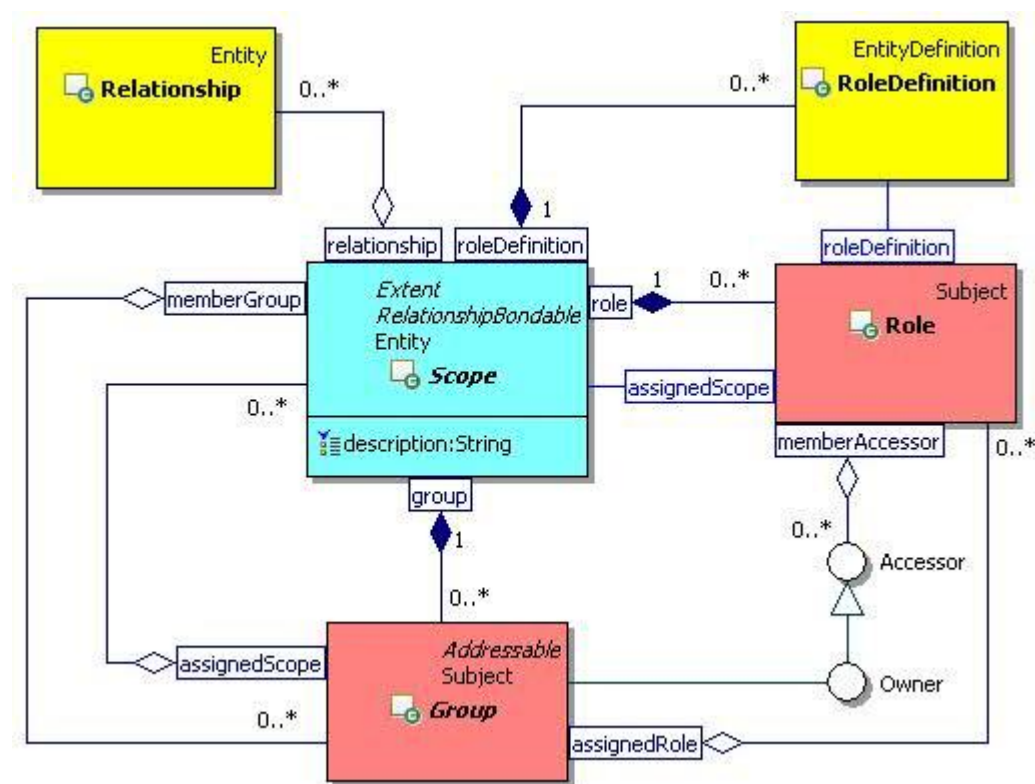 Entity
Relationship
0..*
EntityDefinition
RoleDefinition
0..*
1
relationship
roleDefinition
roleDefinition
memberGroup
Extent
RelationshipBondable
Entity
Scope
role
1
0..*
Subject
Role
0..*
assignedScope
description:String
memberAccessor
0..*
group
1
0..*
Accessor
0..*
assignedScope
Addressable
Subject
Group
Owner
0..*
assignedRole